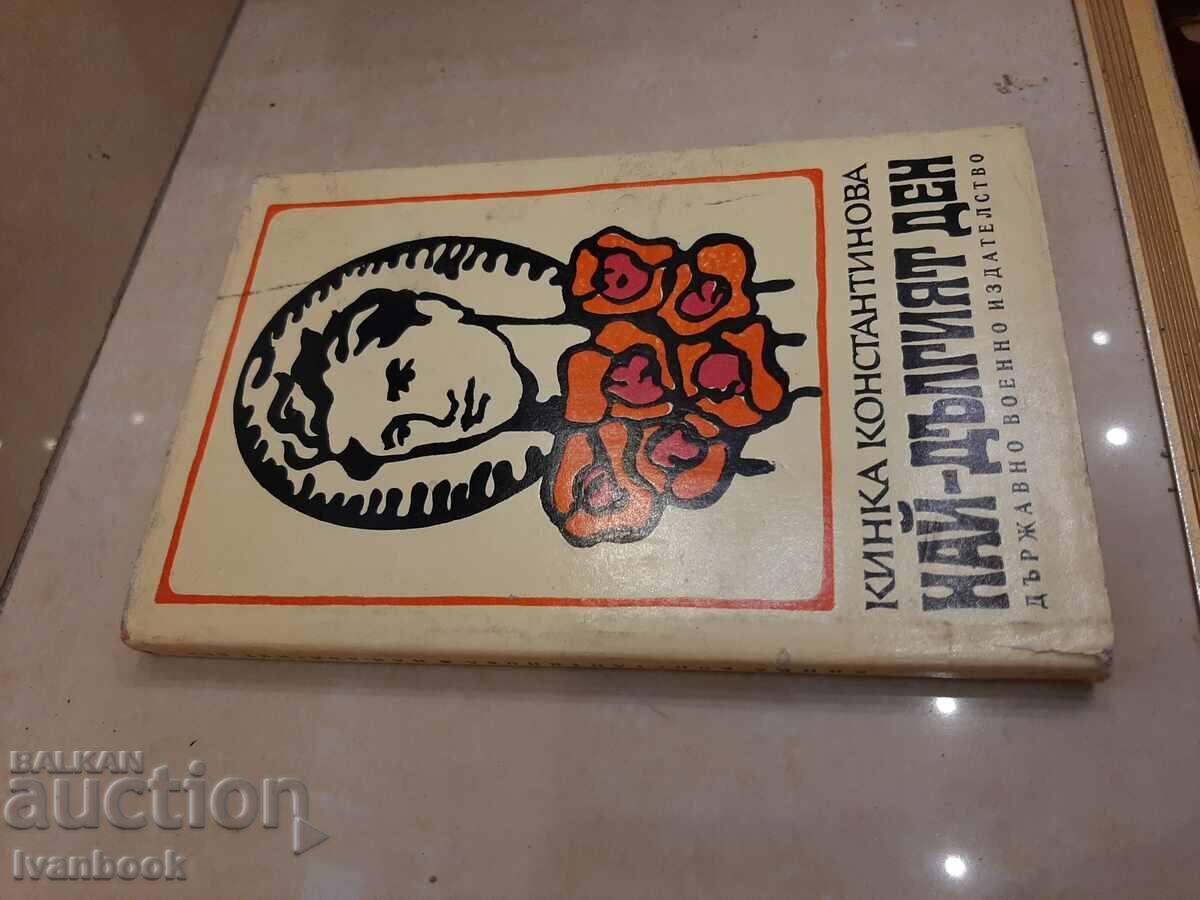 КИНКА КОНСТАНТИНОВА
НАЙ-ДЪЛГИЯТ ДЕН
ДЪРЖАВНО ВОЕННО ИЗДАТЕЛСТВО
BALKAN
auction
Ivanbook